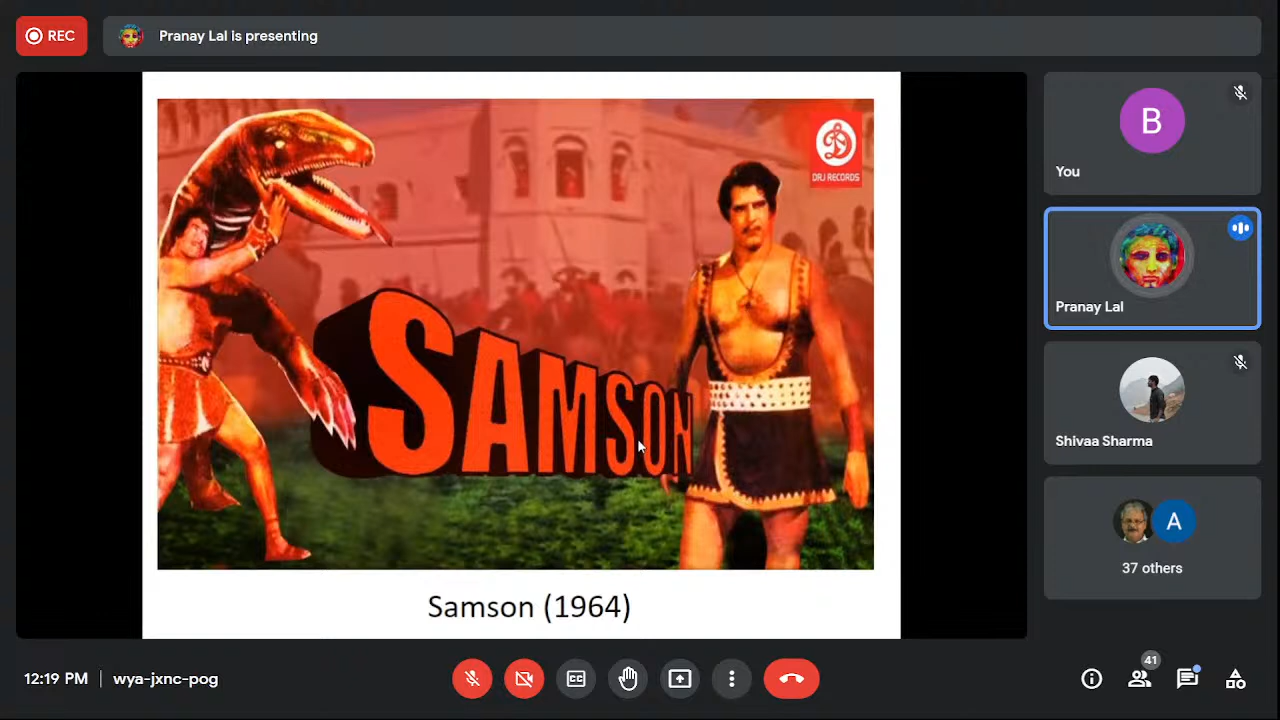 REC
Pranay Lal is presenting
DRJ RECORDS
SAMSON
Samson (1964)
B
You
Pranay Lal
Shivaa Sharma
A
37 others
12:19 PM | wya-jxnc-pog
CC
41